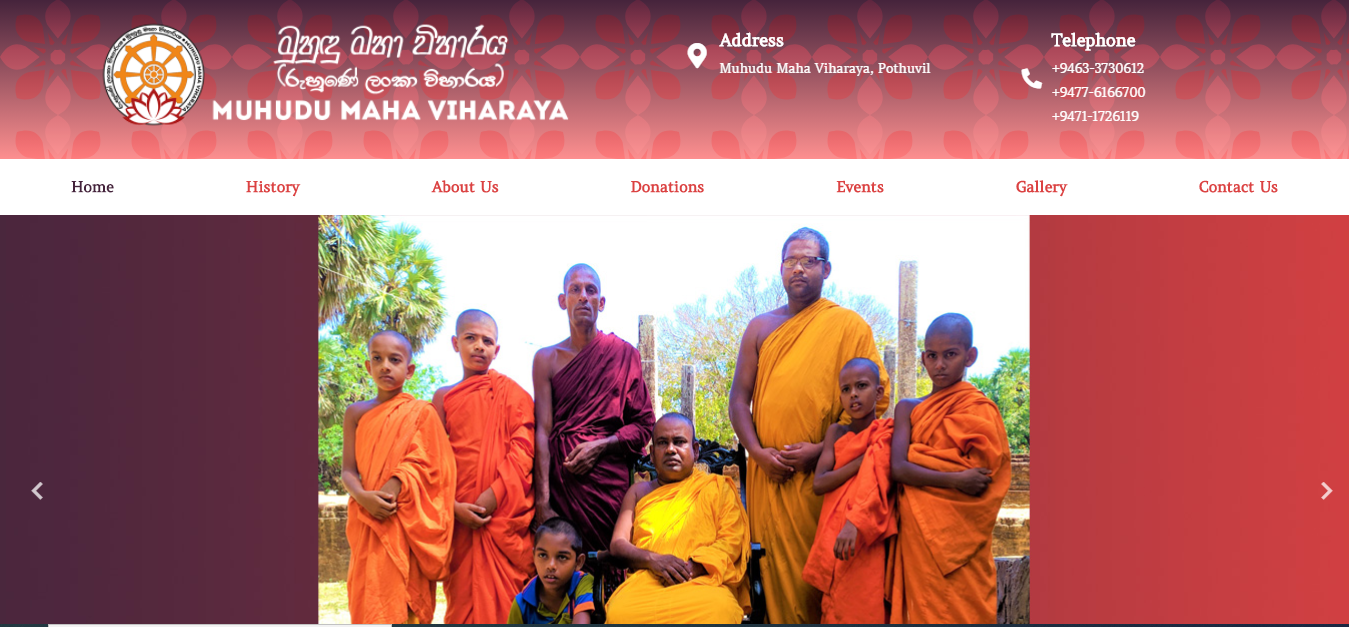 මුහුදු මහා විහාරය
(රුහුණේ ලංකා විහාරය)
MUHUDU MAHA VIHARAYA
Address
Muhudu Maha Viharaya, Pothuvil
Telephone
+9463-3730612
+9477-6166700
+9471-1726119
Home History About Us Donations Events Gallery Contact Us